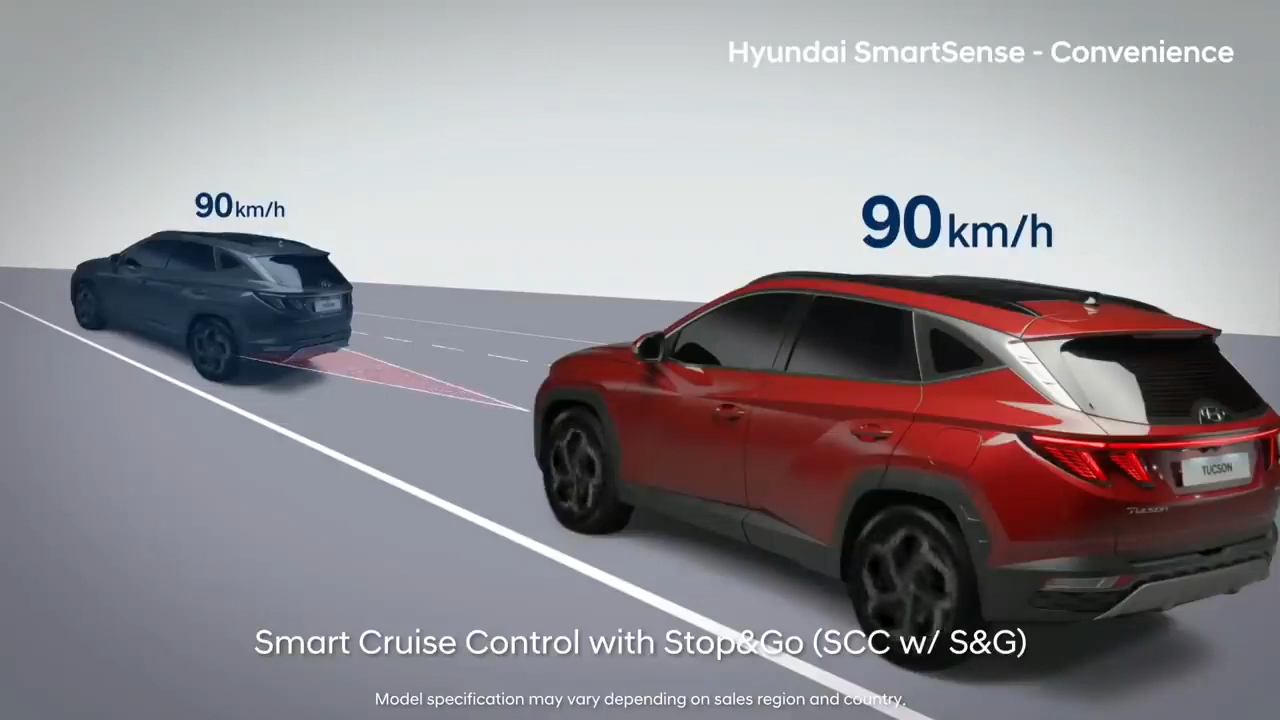 Hyundai SmartSense - Convenience
90km/h
90km/h
TUCSON
TUCSON
Smart Cruise Control with Stop&Go (SCC w/ S&G)
Model specification may vary depending on sales region and country.